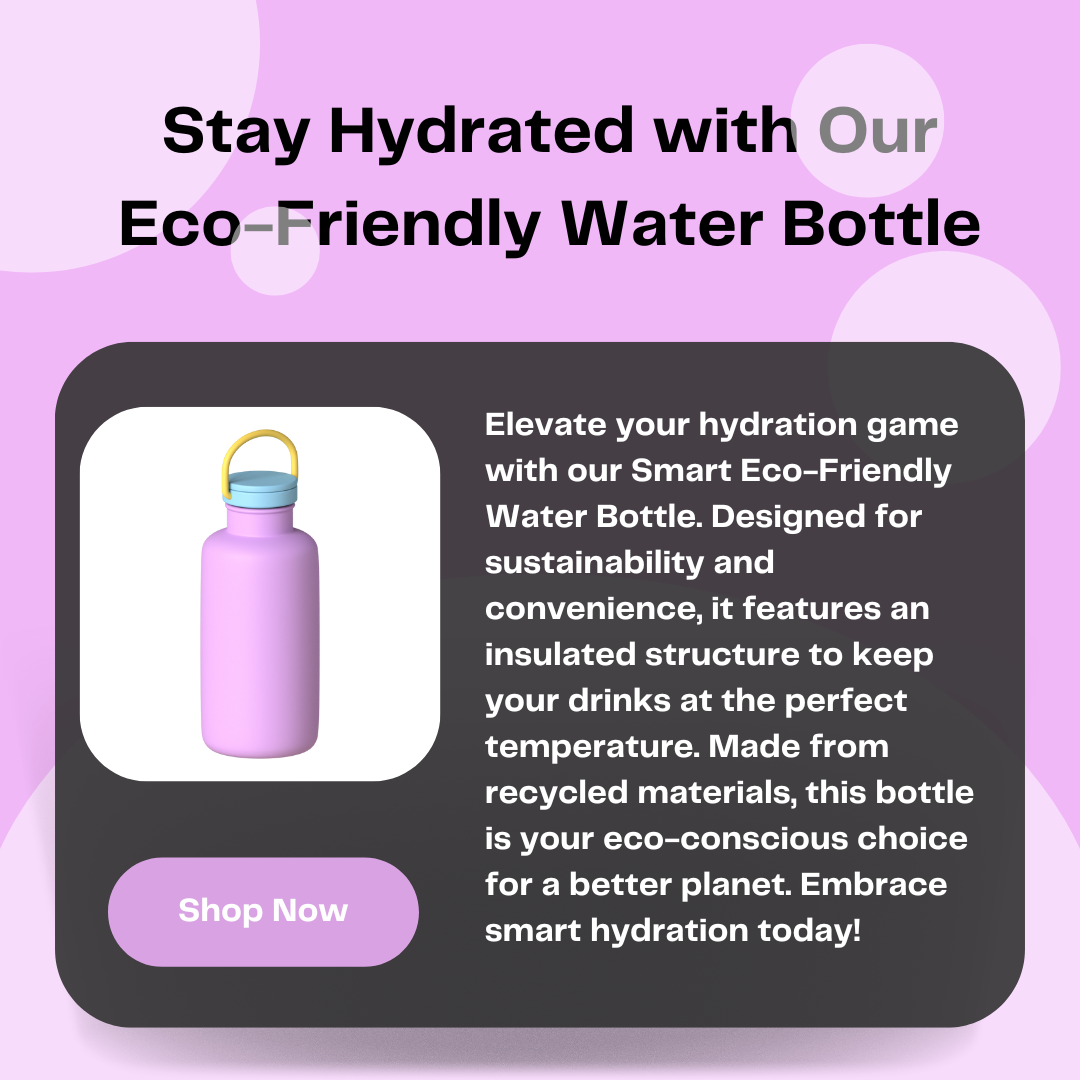 Stay Hydrated with Our
Eco-Friendly Water Bottle
Elevate your hydration game
with our Smart Eco-Friendly
Water Bottle. Designed for
sustainability and
convenience, it features an
insulated structure to keep
your drinks at the perfect
temperature. Made from
recycled materials, this bottle
is your eco-conscious choice
for a better planet. Embrace
smart hydration today!
Shop Now